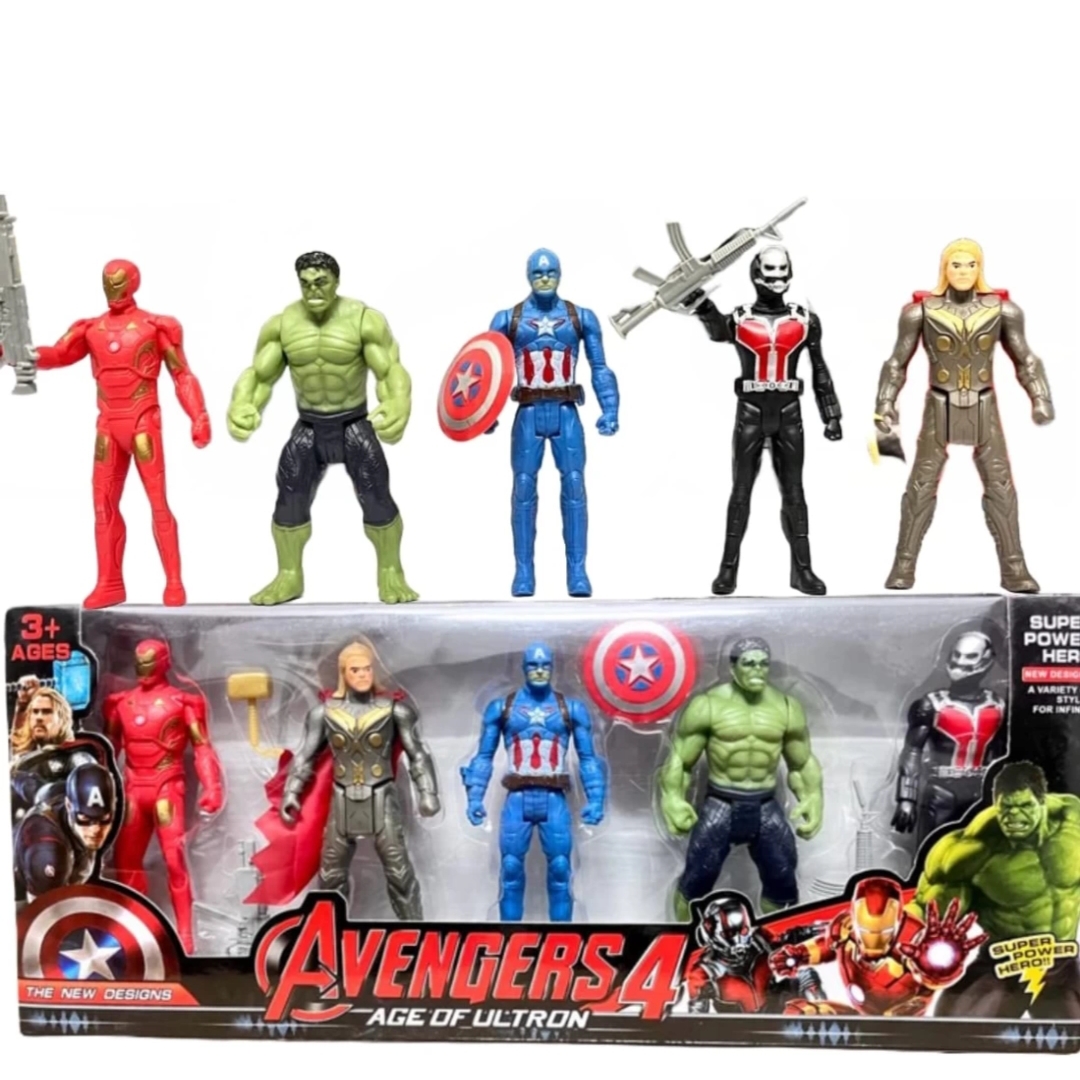 3+
AGES
SUPE
POWE
HER
NEW DESIG
A VARIETY
STYL
FOR INFIN
A
A
A
THE NEW DESIGNS
AVENGERS 4
AGE OF ULTRON
SUPER
POWER
HERO!!